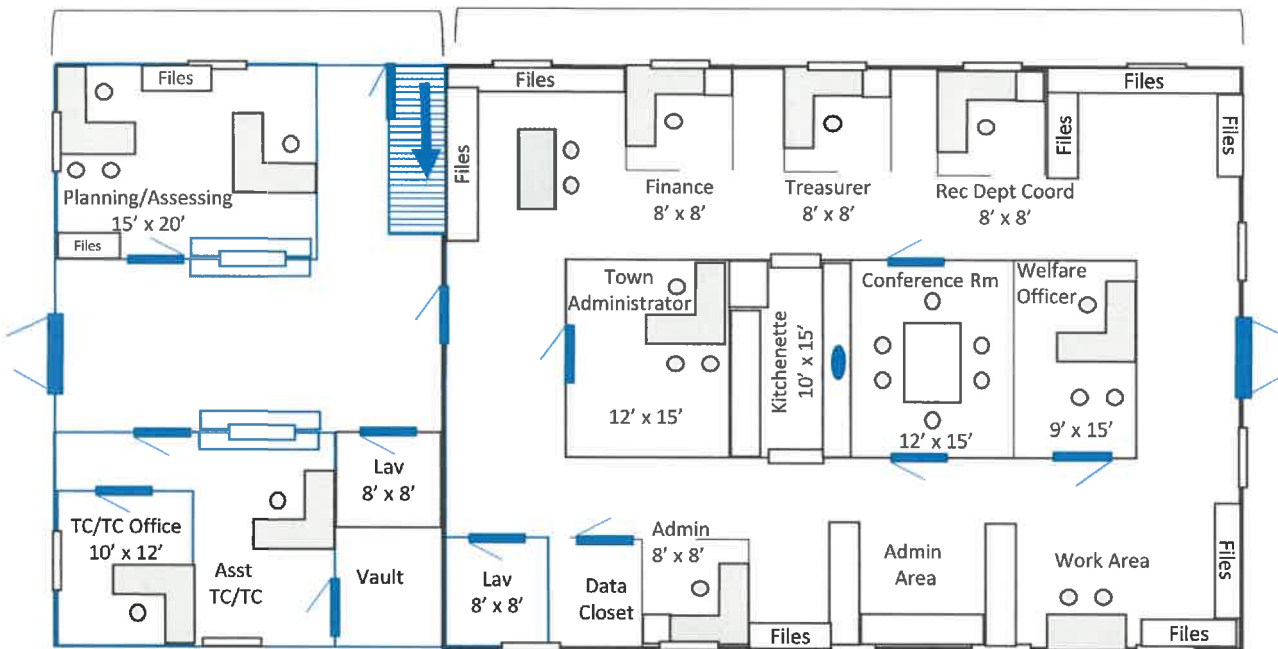 Files
Planning/Assessing
15' x 20'
Files
Files
Files
Finance
8' x 8'
Treasurer
8' x 8'
Rec Dept Coord
8' x 8'
Files
Files
Files
Town
Administrator
12' x 15'
Kitchenette
10' x 15'
Conference Rm
12' x 15'
Welfare
Officer
9' x 15'
Lav
8' x 8'
TC/TC Office
10' x 12'
Asst
TC/TC
Vault
Lav
8' x 8'
Data
Closet
Admin
8' x 8'
Files
Admin
Area
Work Area
Files
Files